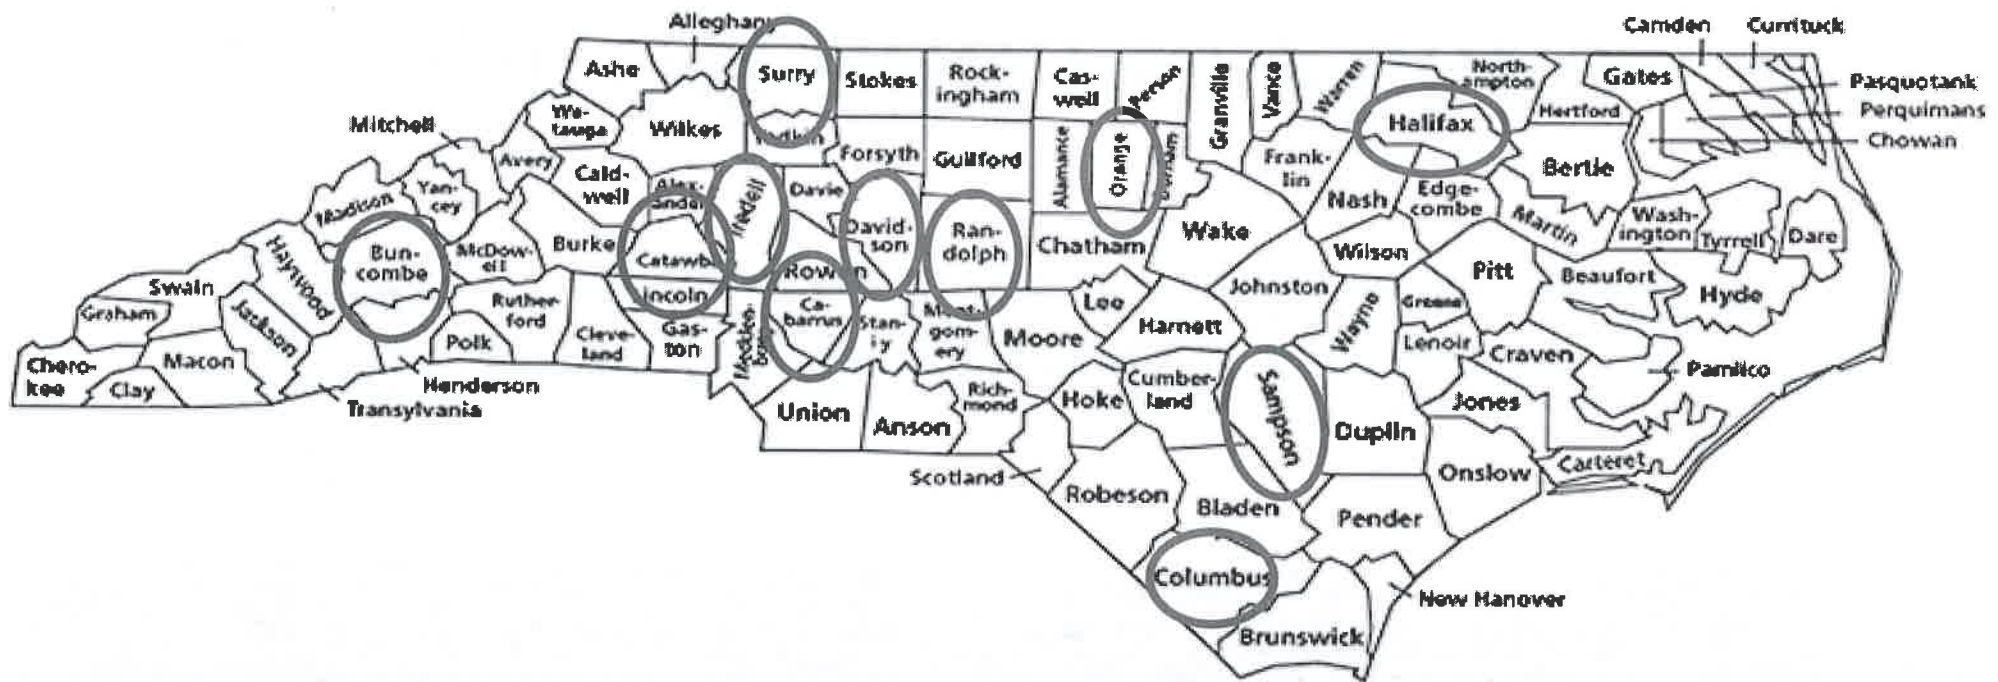 Alleghany
Camden
Currituck
Ashe
Surry
Stokes
Rock-
ingham
Cas-
well
Person
Granville
Vance
Warren
North-
ampton
Gates
Pasquotank
Perquimans
Chowan
Hertford
Halifax
Mitchell
Wa-
tauga
Wilkes
Yadkin
Forsyth
Guilford
Alamance
Orange
Durham
Frank-
lin
Bertie
Avery
Cald-
well
Alex-
ander
Iredell
Davie
David-
son
Ran-
dolph
Chatham
Wake
Nash
Edge-
combe
Martin
Wash-
ington
Tyrrell
Dare
Madison
Yan-
cey
Bun-
combe
McDow-
ell
Burke
Catawba
Rowan
Wilson
Pitt
Beaufort
Hyde
Haywood
Swain
Graham
Jackson
Ruther-
ford
Lincoln
Ca-
barrus
Stan-
ly
Mont-
gom-
ery
Moore
Lee
Harnett
Johnston
Wayne
Greene
Lenoir
Craven
Pamlico
Chero-
kee
Clay
Macon
Polk
Cleve-
land
Gas-
ton
Mecklen-
burg
Henderson
Transylvania
Union
Anson
Rich-
mond
Hoke
Cumber-
land
Sampson
Duplin
Jones
Onslow
Carteret
Scotland
Robeson
Bladen
Pender
Columbus
New Hanover
Brunswick